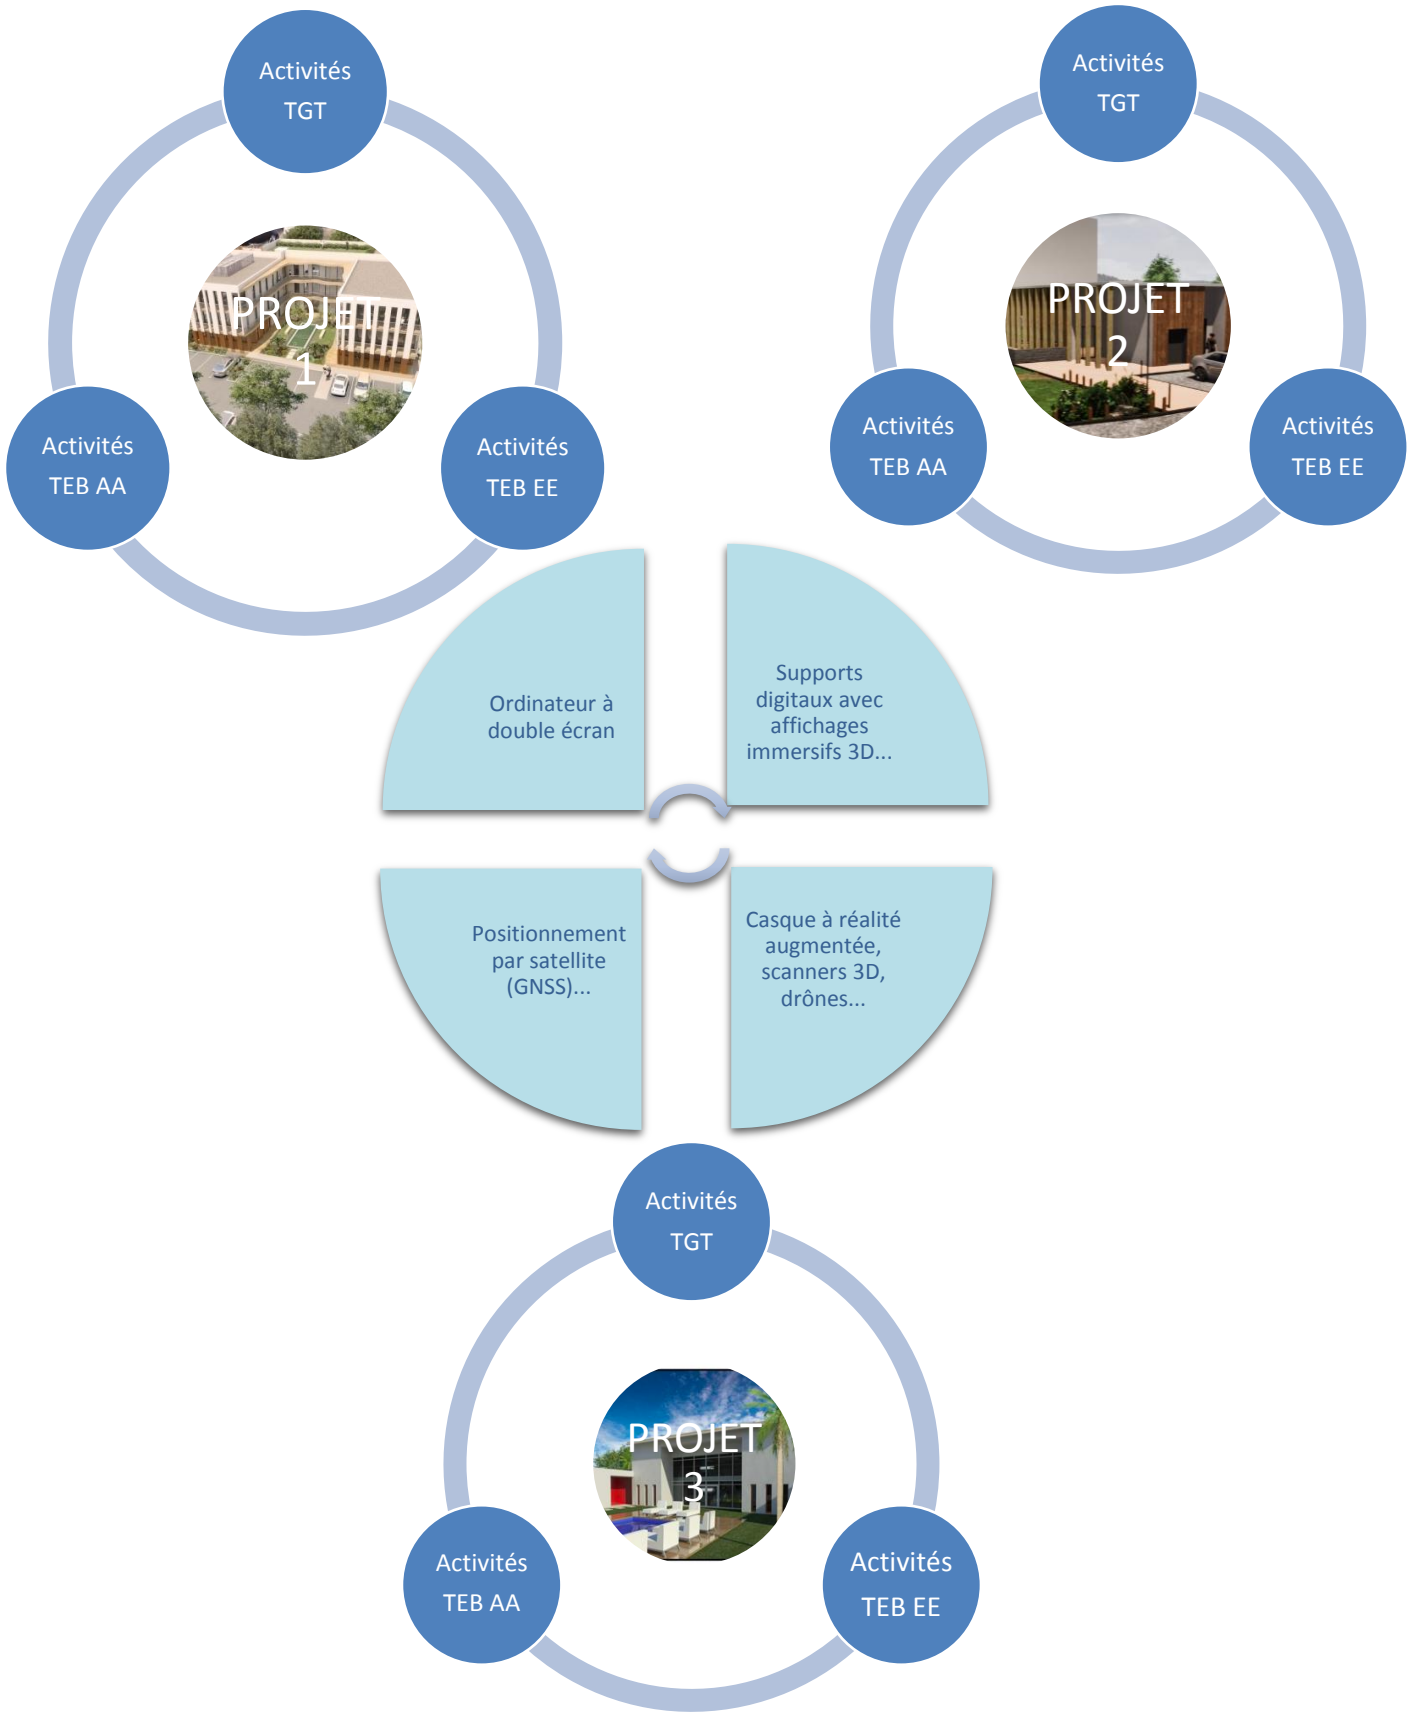 Activités
TGT
PROJET
1
Activités
TEB AA
Activités
TEB EE
Activités
TGT
PROJET
2
Activités
TEB AA
Activités
TEB EE
Ordinateur à
double écran
Supports
digitaux avec
affichages
immersifs 3D...
Positionnement
par satellite
(GNSS)...
Casque à réalité
augmentée,
scanners 3D,
drônes...
Activités
TGT
PROJET
3
Activités
TEB AA
Activités
TEB EE